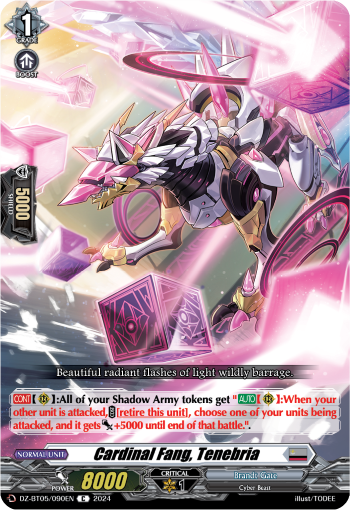 1
GRADE
BOOST
5000
SHIELD
Beautiful radiant flashes of light wildly barrage.
CONT【 】:All of your Shadow Army tokens get "AUTO【 】:When your
other unit is attacked, [retire this unit], choose one of your units being
attacked, and it gets +5000 until end of that battle.".
NORMAL UNIT
Cardinal Fang, Tenebria
POWER 8000
CRITICAL
1
Brandt Gate
Cyber Beast
DZ-BT05/090EN C 2024
illust/TODEE